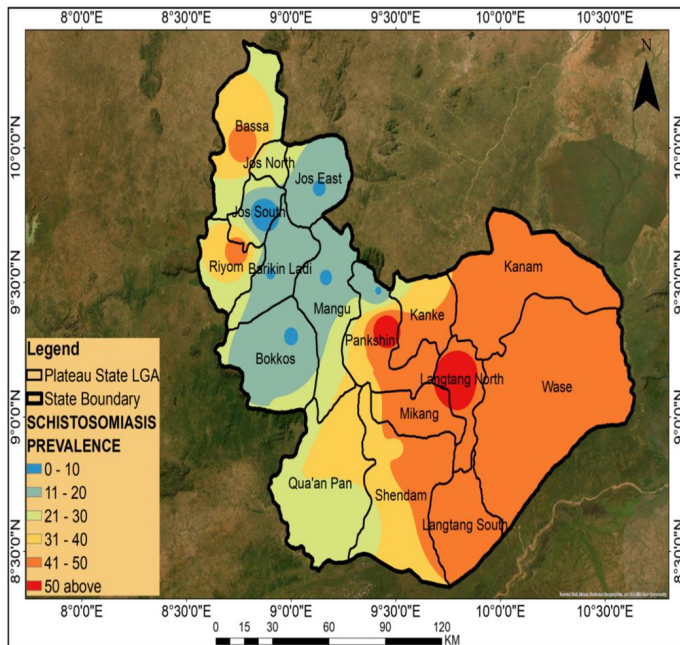 8°0'0"E 8°30'0"E 9°0'0"E 9°30'0"E 10°0'0"E 10°30'0"E
N
10°0'0"N
9°30'0"N
9°0'0"N
8°30'0"N
10°0'0"N
9°30'0"N
9°0'0"N
8°30'0"N
Bassa
Jos North
Jos East
Jos South
Riyom
Barikin Ladi
Kanam
Mangu
Kanke
Pankshin
Bokkos
Langtang North
Wase
Mikang
Qua'an Pan
Shendam
Langtang South
Legend
Plateau State LGA
State Boundary
SCHISTOSOMIASIS
PREVALENCE
0 - 10
11 - 20
21 - 30
31 - 40
41 - 50
50 above
8°0'0"E 8°30'0"E 9°0'0"E 9°30'0"E 10°0'0"E 10°30'0"E
0 15 30 60 90 120
KM